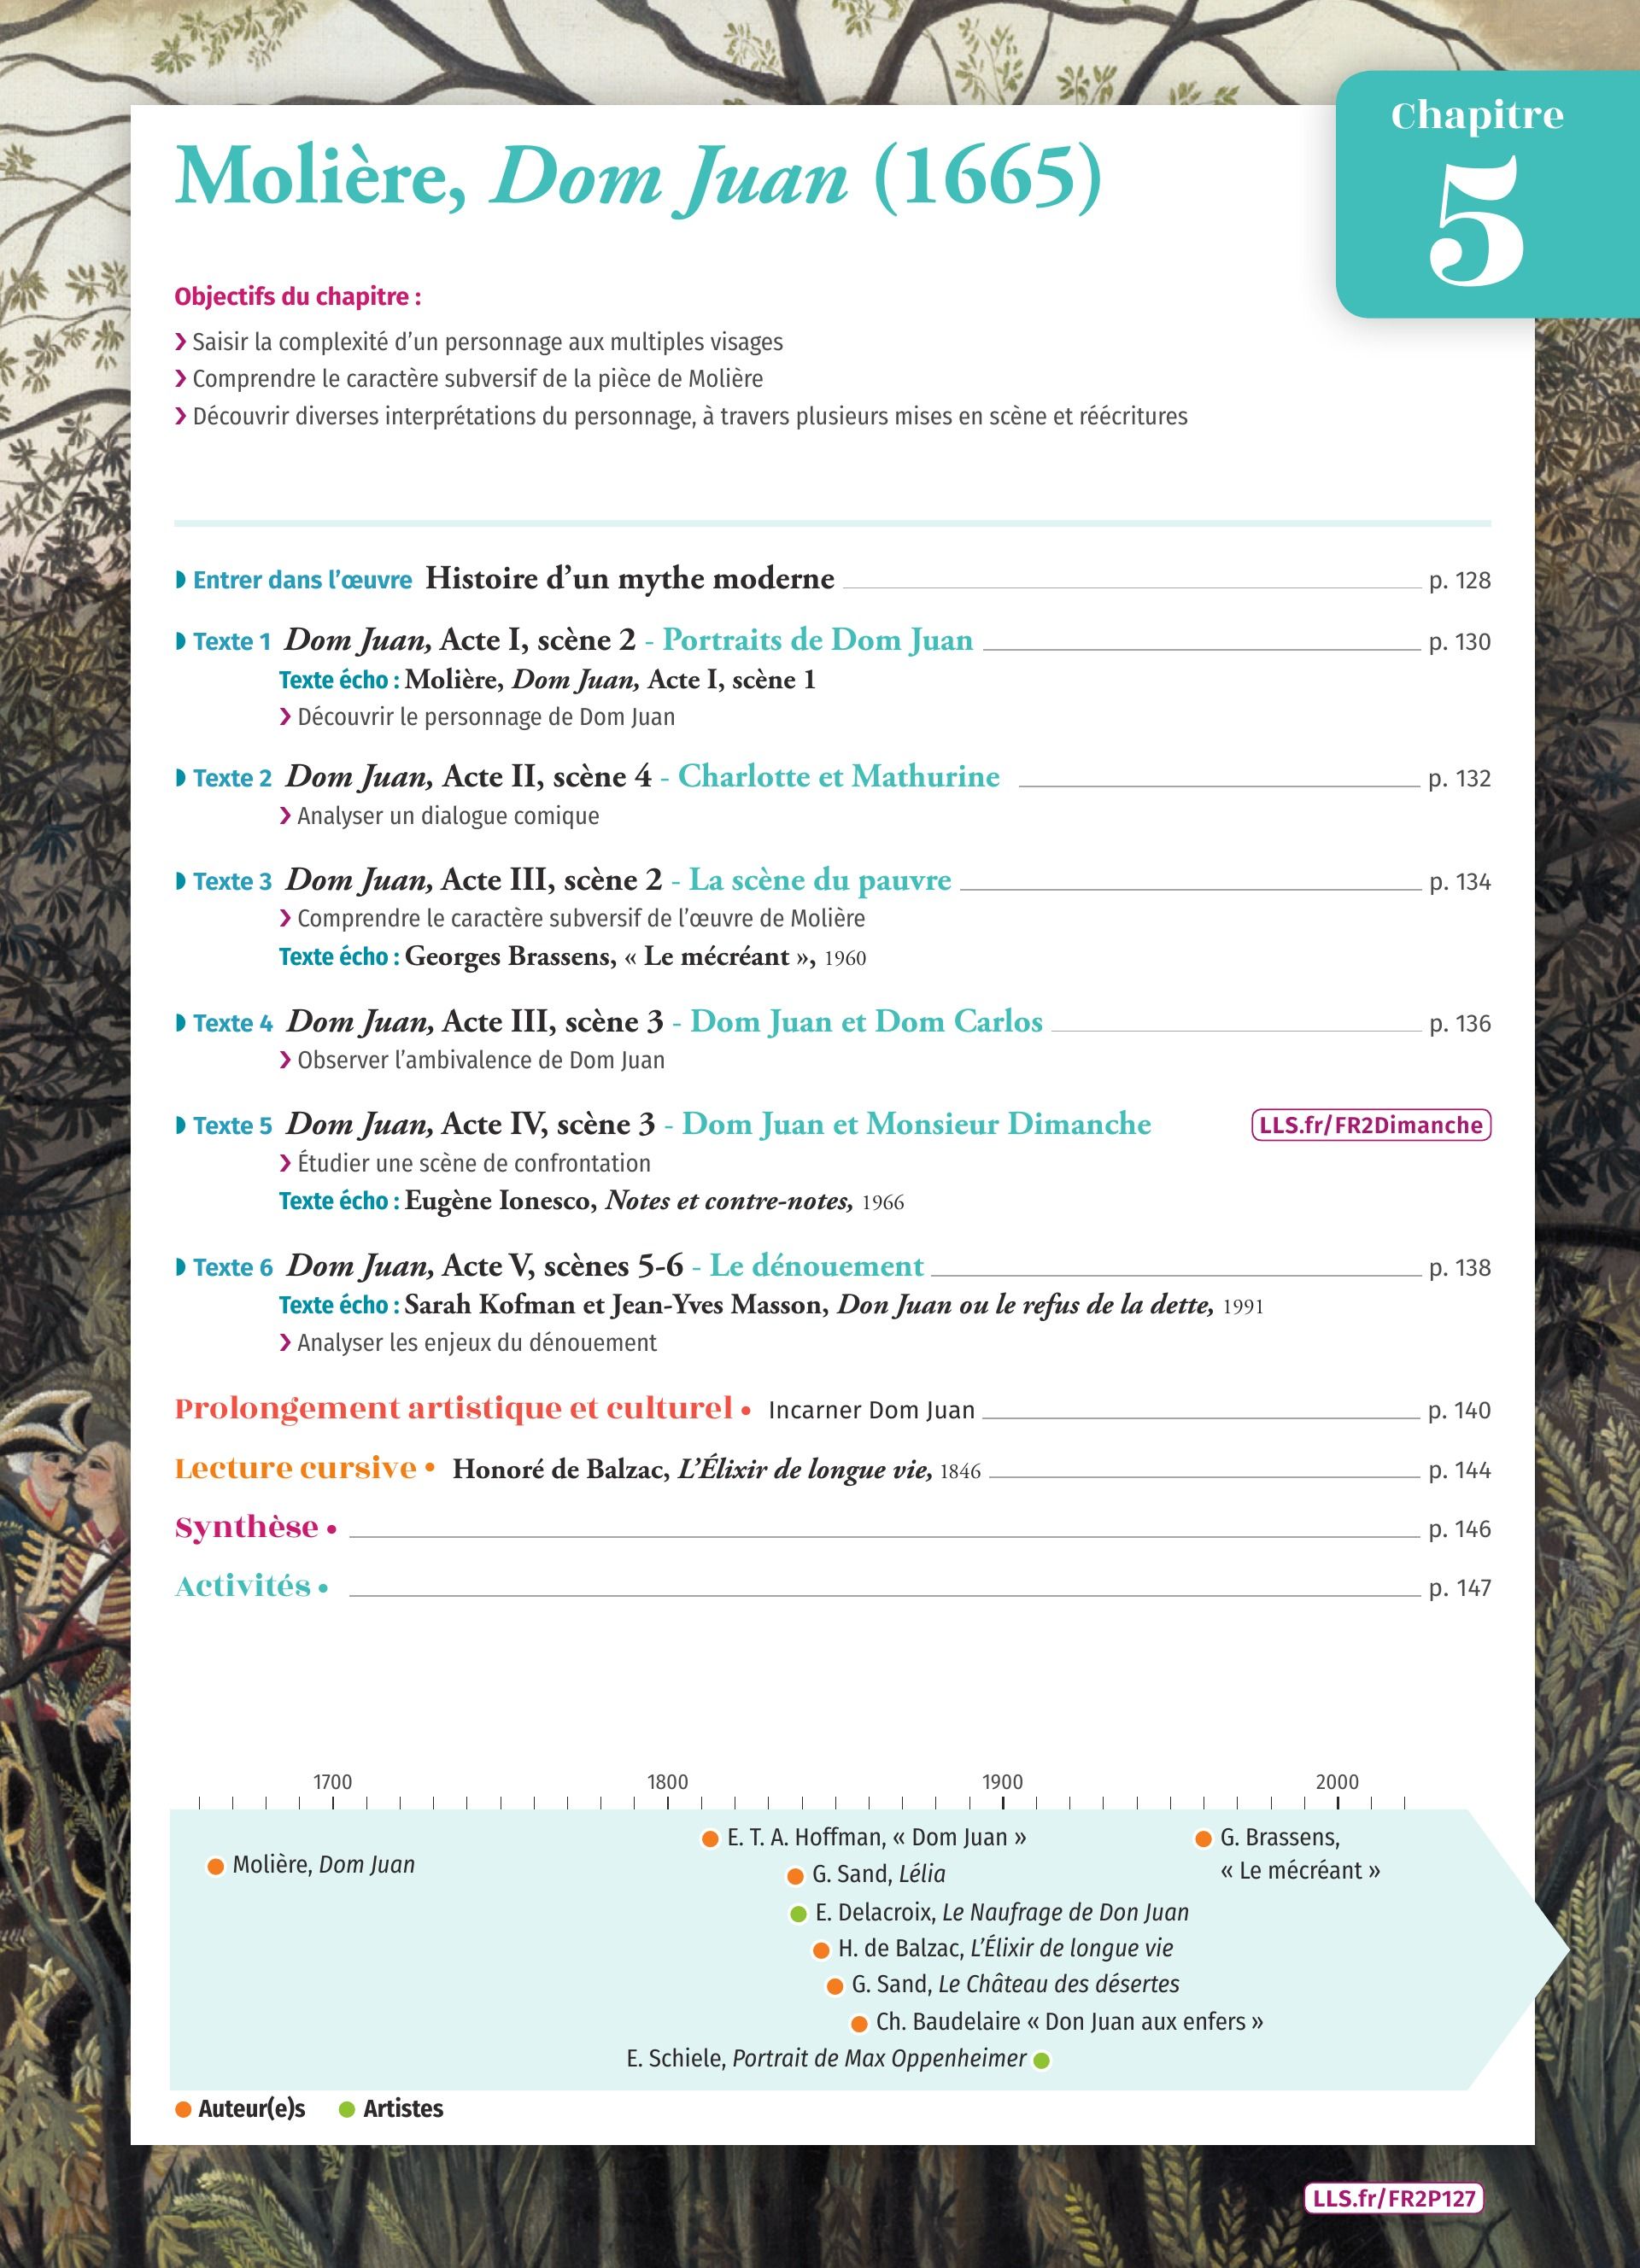 Chapitre
5
Molière, Dom Juan (1665)
Objectifs du chapitre :
❯ Saisir la complexité d’un personnage aux multiples visages
❯ Comprendre le caractère subversif de la pièce de Molière
❯ Découvrir diverses interprétations du personnage, à travers plusieurs mises en scène et réécritures
Entrer dans l’œuvre Histoire d’un mythe moderne p. 128
Texte 1 Dom Juan, Acte I, scène 2 - Portraits de Dom Juan p. 130
Texte écho : Molière, Dom Juan, Acte I, scène 1
❯ Découvrir le personnage de Dom Juan
Texte 2 Dom Juan, Acte II, scène 4 - Charlotte et Mathurine p. 132
❯ Analyser un dialogue comique
Texte 3 Dom Juan, Acte III, scène 2 - La scène du pauvre p. 134
❯ Comprendre le caractère subversif de l’œuvre de Molière
Texte écho : Georges Brassens, « Le mécréant », 1960
Texte 4 Dom Juan, Acte III, scène 3 - Dom Juan et Dom Carlos p. 136
❯ Observer l’ambivalence de Dom Juan
Texte 5 Dom Juan, Acte IV, scène 3 - Dom Juan et Monsieur Dimanche LLS.fr/FR2Dimanche
❯ Étudier une scène de confrontation
Texte écho : Eugène Ionesco, Notes et contre-notes, 1966
Texte 6 Dom Juan, Acte V, scènes 5-6 - Le dénouement p. 138
Texte écho : Sarah Kofman et Jean-Yves Masson, Don Juan ou le refus de la dette, 1991
❯ Analyser les enjeux du dénouement
Prolongement artistique et culturel • Incarner Dom Juan p. 140
Lecture cursive • Honoré de Balzac, L’Élixir de longue vie, 1846 p. 144
Synthèse • p. 146
Activités • p. 147
1700 1800 1900 2000
E. T. A. Hoffman, « Dom Juan »
G. Brassens,
« Le mécréant »
Molière, Dom Juan
G. Sand, Lélia
E. Delacroix, Le Naufrage de Don Juan
H. de Balzac, L’Élixir de longue vie
G. Sand, Le Château des désertes
Ch. Baudelaire « Don Juan aux enfers »
E. Schiele, Portrait de Max Oppenheimer
Auteur(e)s Artistes
LLS.fr/FR2P127